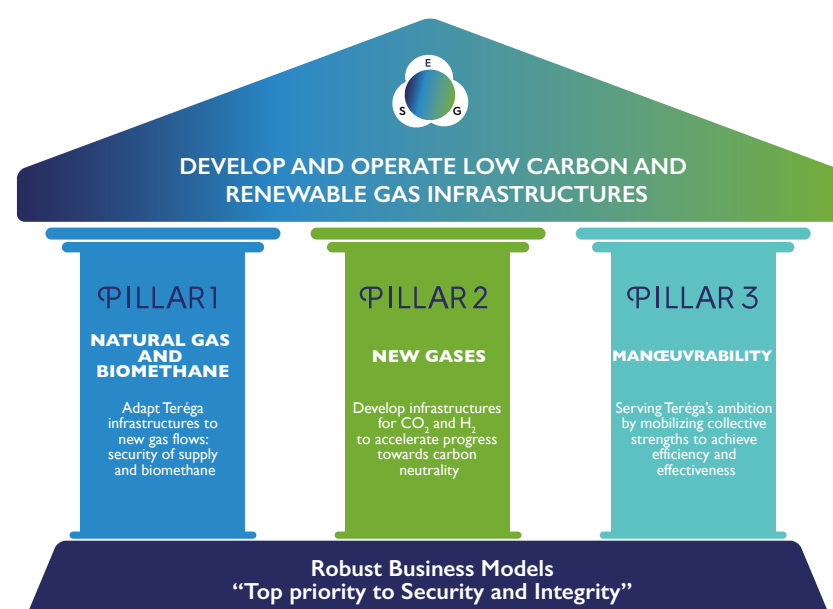 E
S G
DEVELOP AND OPERATE LOW CARBON AND
RENEWABLE GAS INFRASTRUCTURES
PILLAR 1
NATURAL GAS
AND
BIOMETHANE
Adapt Teréga
infrastructures to
new gas flows:
security of supply
and biomethane
PILLAR 2
NEW GASES
Develop infrastructures
for CO₂ and H₂
to accelerate progress
towards carbon
neutrality
PILLAR 3
MANŒUVRABILITY
Serving Teréga’s ambition
by mobilizing collective
strengths to achieve
efficiency and
effectiveness
Robust Business Models
“Top priority to Security and Integrity”